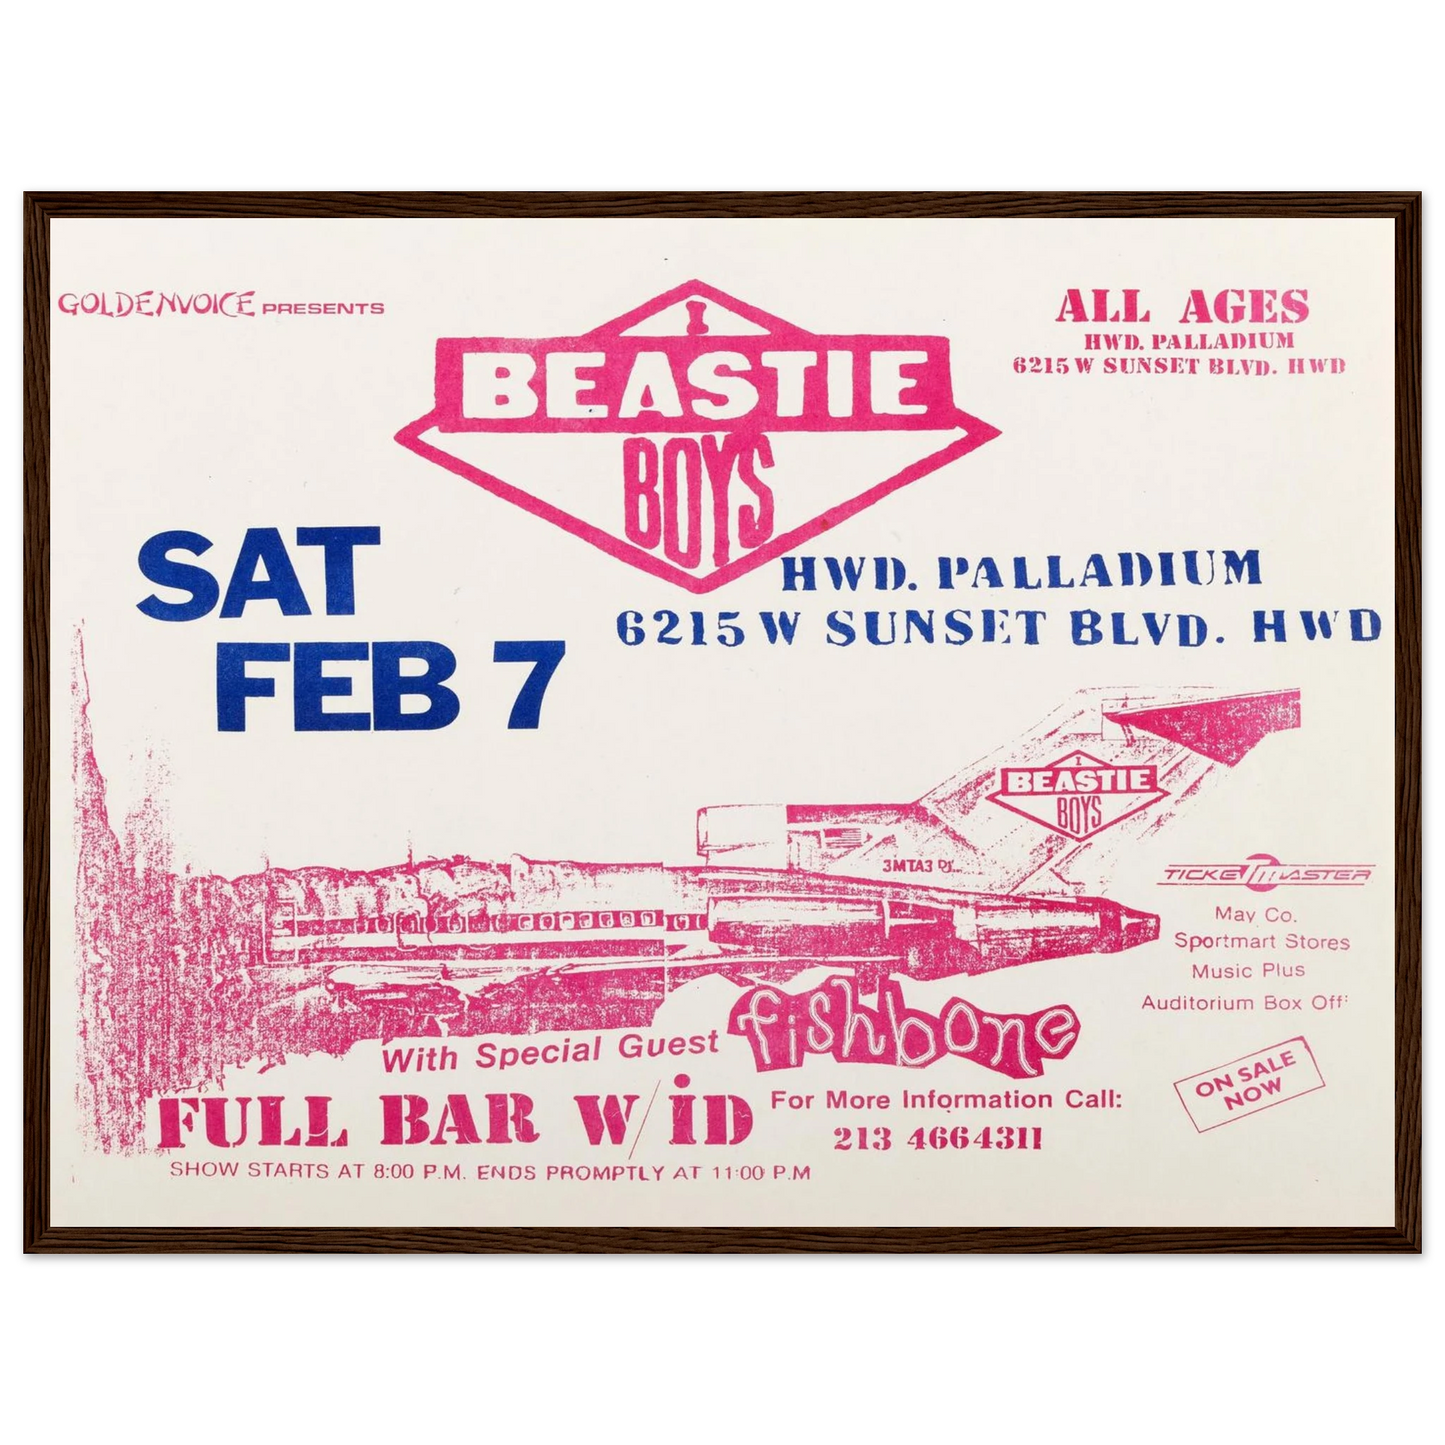 GOLDENVOICE PRESENTS
BEASTIE
BOYS
ALL AGES
HWD. PALLADIUM
6215 W SUNSET BLVD. HWD
SAT
FEB 7
HWD. PALLADIUM
6215 W SUNSET BLVD. HWD
BEASTIE
BOYS
3MTA3
TICKETMASTER
May Co.
Sportmart Stores
Music Plus
Auditorium Box Off
With Special Guest fishbone
FULL BAR W/iD
For More Information Call:
213 4664311
ON SALE
NOW
SHOW STARTS AT 8:00 P.M. ENDS PROMPTLY AT 11:00 P.M